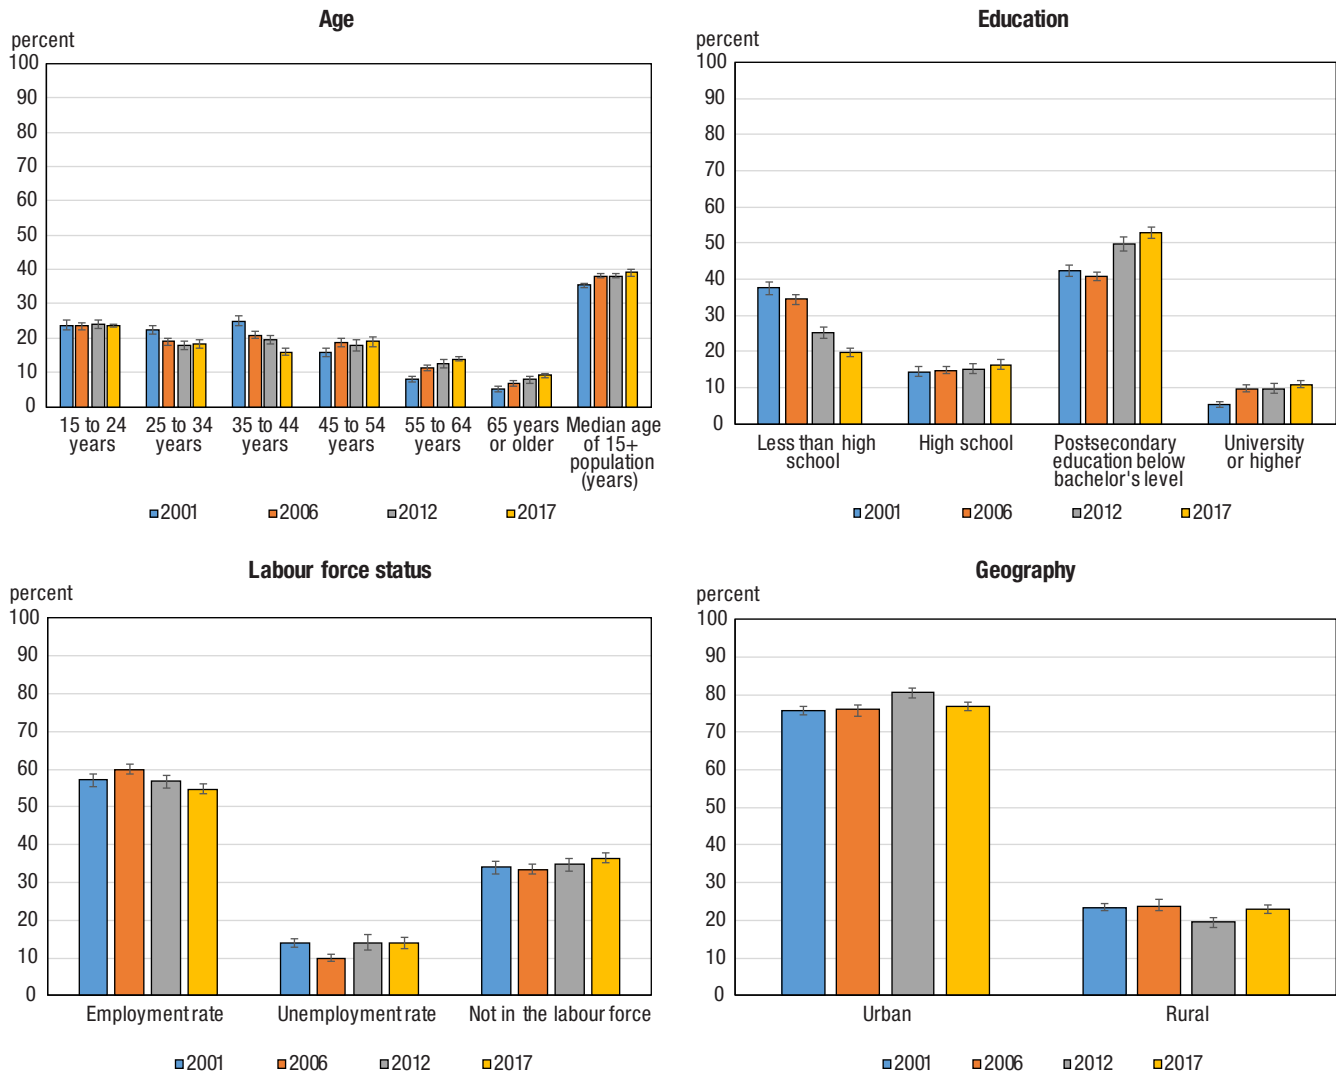 Age
percent
100
90
80
70
60
50
40
30
20
10
0
15 to 24 years
25 to 34 years
35 to 44 years
45 to 54 years
55 to 64 years
65 years or older
Median age of 15+ population (years)
2001 2006 2012 2017
Education
percent
100
90
80
70
60
50
40
30
20
10
0
Less than high school
High school
Postsecondary education below bachelor's level
University or higher
2001 2006 2012 2017
Labour force status
percent
100
90
80
70
60
50
40
30
20
10
0
Employment rate
Unemployment rate
Not in the labour force
2001 2006 2012 2017
Geography
percent
100
90
80
70
60
50
40
30
20
10
0
Urban
Rural
2001 2006 2012 2017